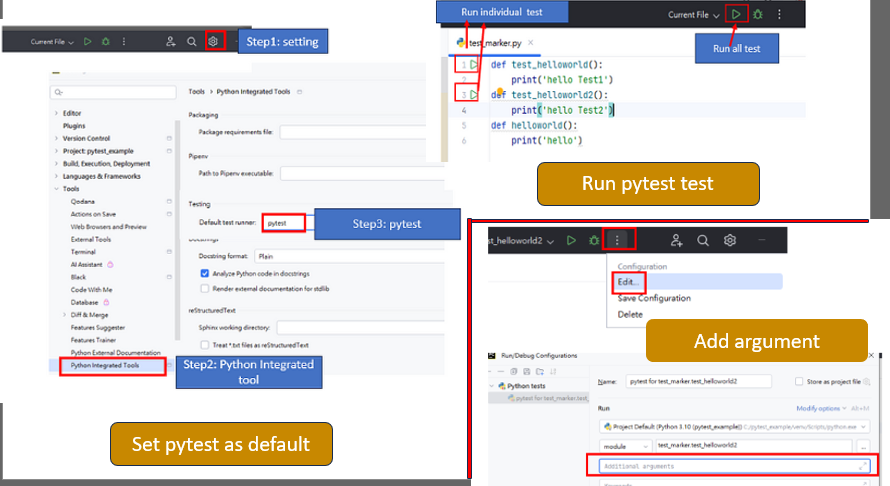 Current File
Step1: setting
Tools > Python Integrated Tools
Editor
Plugins
Version Control
Project: pytest_example
Build, Execution, Deployment
Languages & Frameworks
Tools
Qodana
Actions on Save
Web Browsers and Preview
External Tools
Terminal
AI Assistant
Black
Code With Me
Database
Diff & Merge
Features Suggester
Features Trainer
Python External Documentation
Python Integrated Tools
Packaging
Package requirements file:
Pipenv
Path to Pipenv executable:
Testing
Default test runner: pytest
Step3: pytest
Docstrings
Docstring format: Plain
Analyze Python code in docstrings
Render external documentation for stdlib
reStructuredText
Sphinx working directory:
Treat *.txt files as reStructuredText
Step2: Python Integrated
tool
Set pytest as default
Run individual test
Current File
Run all test
test_marker.py
1 def test_helloworld():
2 print('hello Test1')
3 def test_helloworld2():
4 print('hello Test2')
5 def helloworld():
6 print('hello')
Run pytest test
st_helloworld2
Configuration
Edit...
Save Configuration
Delete
Add argument
Run/Debug Configurations
Python tests
pytest for test_marker.test_
Name: pytest for test_marker.test_helloworld2
Store as project file
Run
Modify options Alt+M
Project Default (Python 3.10 (pytest_example)) C:/pytest_example/venv/Scripts/python.exe
module test_marker.test_helloworld2
...
Additional arguments
Keywords